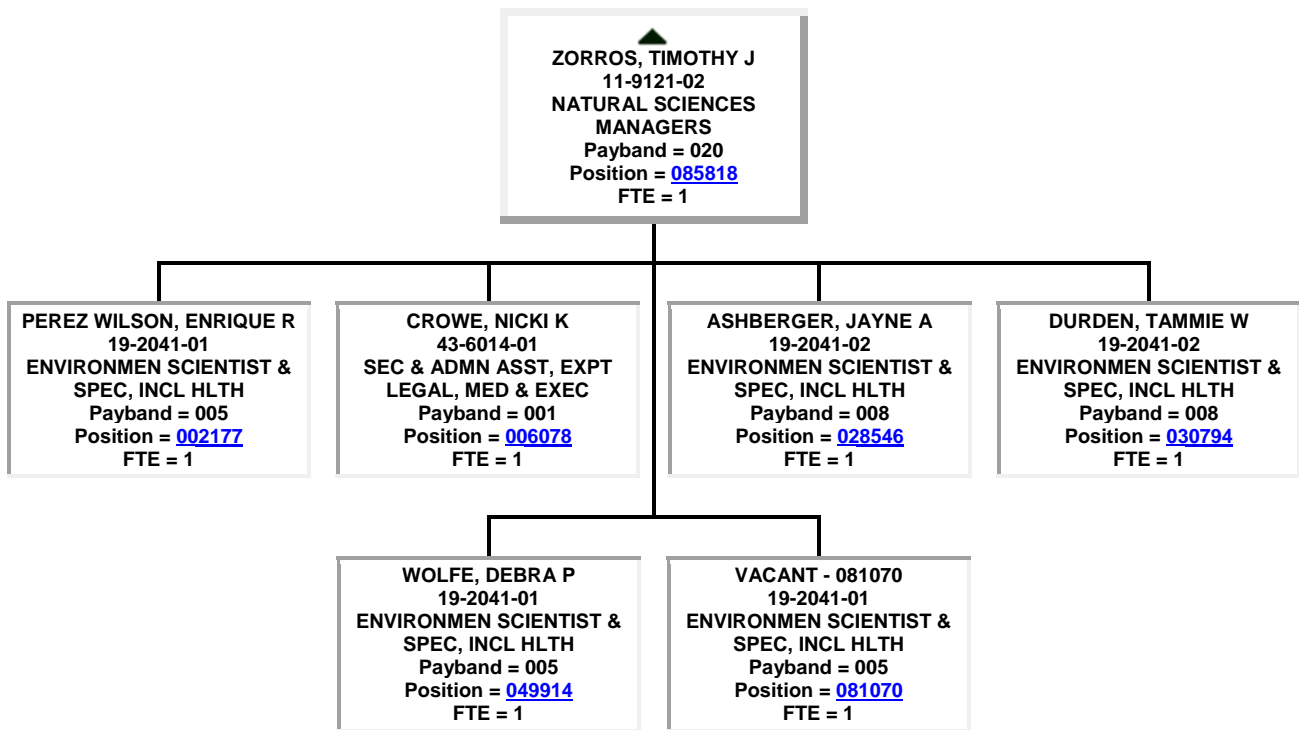 ZORROS, TIMOTHY J
11-9121-02
NATURAL SCIENCES
MANAGERS
Payband = 020
Position = 085818
FTE = 1
PEREZ WILSON, ENRIQUE R
19-2041-01
ENVIRONMEN SCIENTIST &
SPEC, INCL HLTH
Payband = 005
Position = 002177
FTE = 1
CROWE, NICKI K
43-6014-01
SEC & ADMN ASST, EXPT
LEGAL, MED & EXEC
Payband = 001
Position = 006078
FTE = 1
ASHBERGER, JAYNE A
19-2041-02
ENVIRONMEN SCIENTIST &
SPEC, INCL HLTH
Payband = 008
Position = 028546
FTE = 1
DURDEN, TAMMIE W
19-2041-02
ENVIRONMEN SCIENTIST &
SPEC, INCL HLTH
Payband = 008
Position = 030794
FTE = 1
WOLFE, DEBRA P
19-2041-01
ENVIRONMEN SCIENTIST &
SPEC, INCL HLTH
Payband = 005
Position = 049914
FTE = 1
VACANT - 081070
19-2041-01
ENVIRONMEN SCIENTIST &
SPEC, INCL HLTH
Payband = 005
Position = 081070
FTE = 1